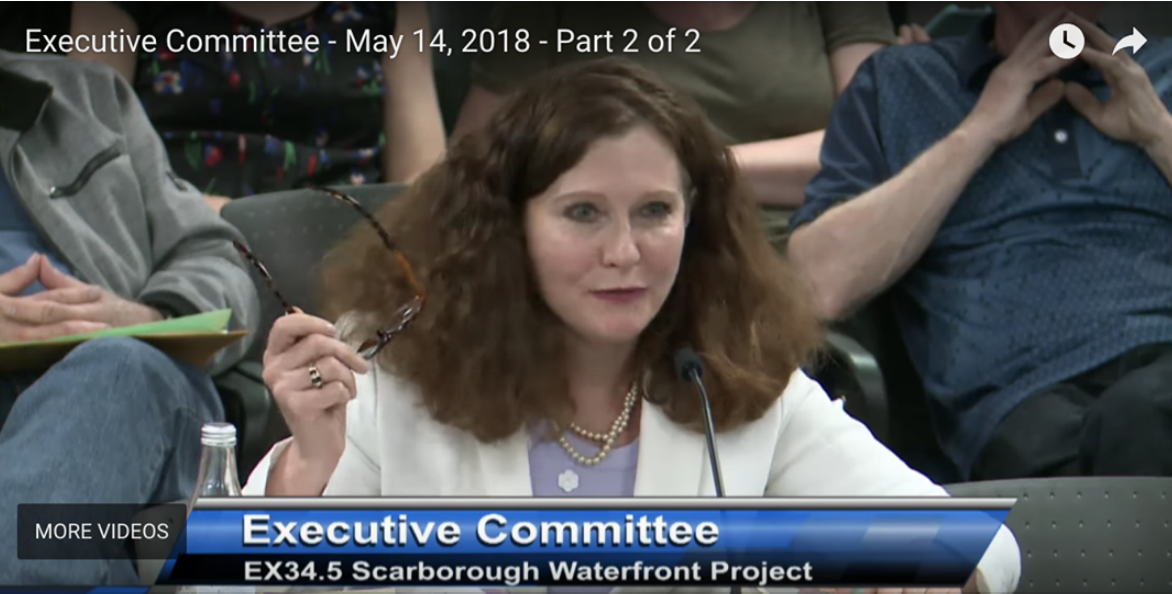 Executive Committee - May 14, 2018 - Part 2 of 2
MORE VIDEOS
Executive Committee
EX34.5 Scarborough Waterfront Project